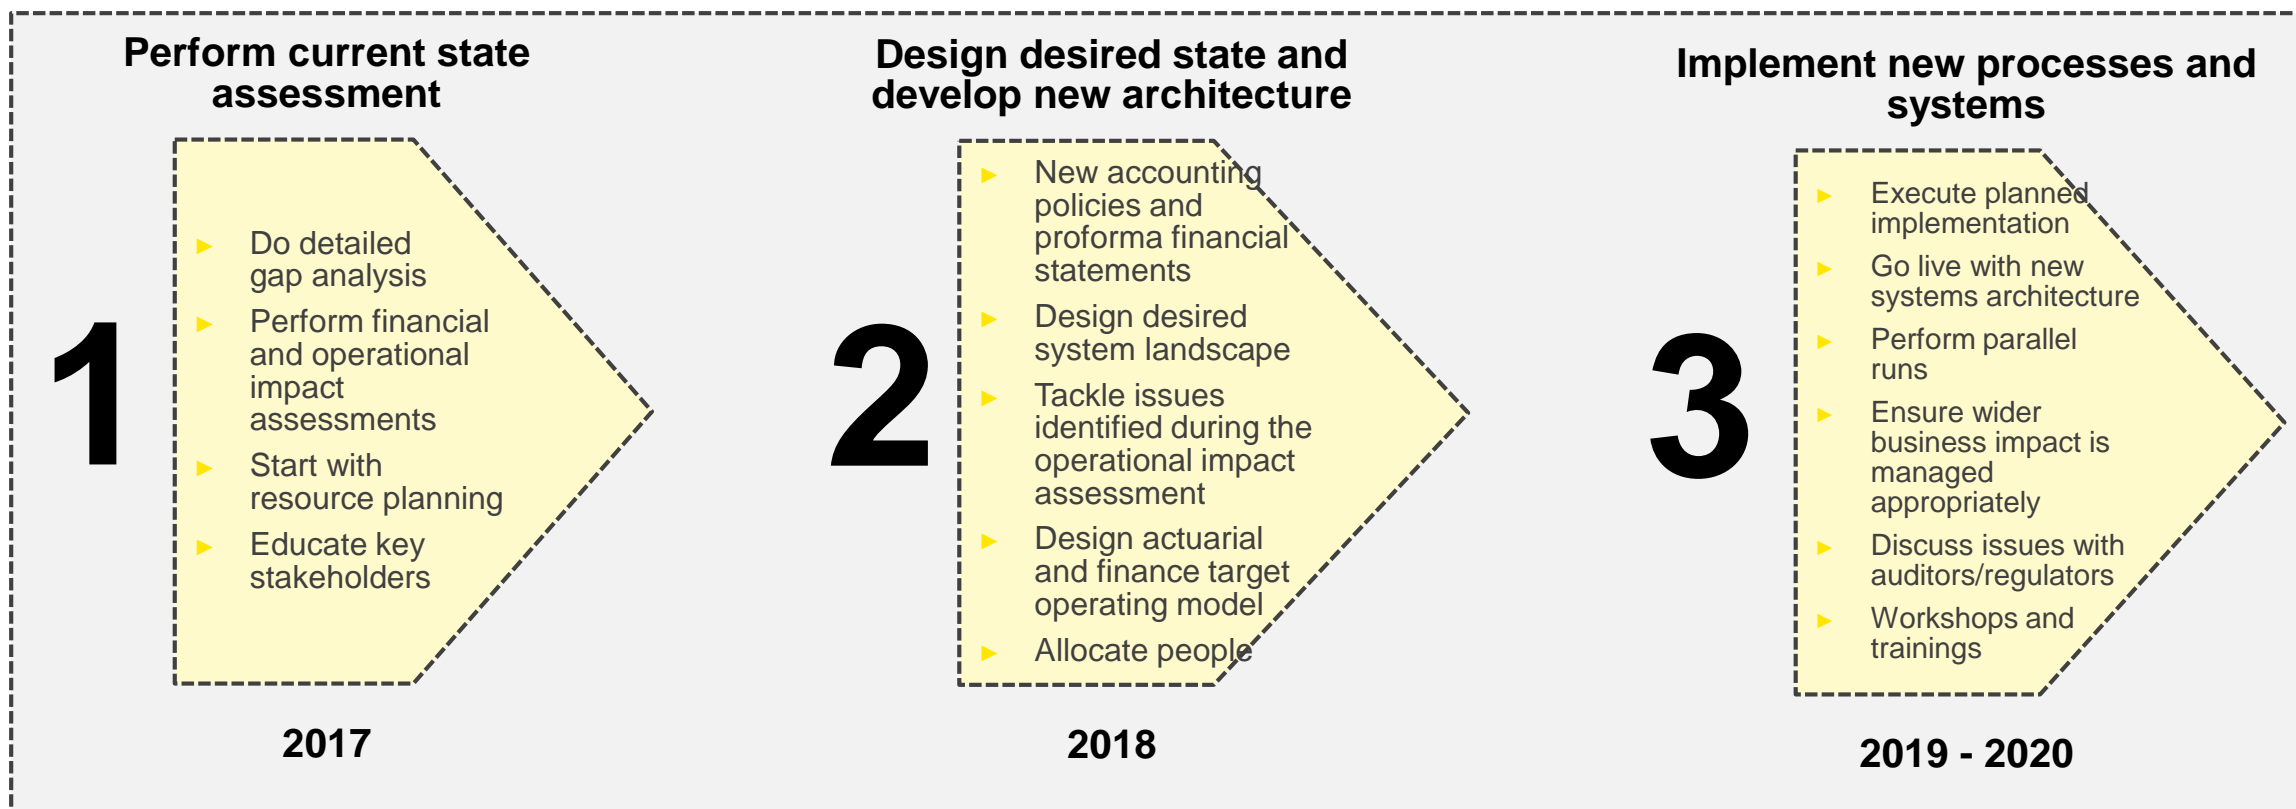 Perform current state
assessment
1
► Do detailed
gap analysis
► Perform financial
and operational
impact
assessments
► Start with
resource planning
► Educate key
stakeholders
2017
Design desired state and
develop new architecture
2
► New accounting
policies and
proforma financial
statements
► Design desired
system landscape
► Tackle issues
identified during the
operational impact
assessment
► Design actuarial
and finance target
operating model
► Allocate people
2018
Implement new processes and
systems
3
► Execute planned
implementation
► Go live with new
systems architecture
► Perform parallel
runs
► Ensure wider
business impact is
managed
appropriately
► Discuss issues with
auditors/regulators
► Workshops and
trainings
2019 - 2020